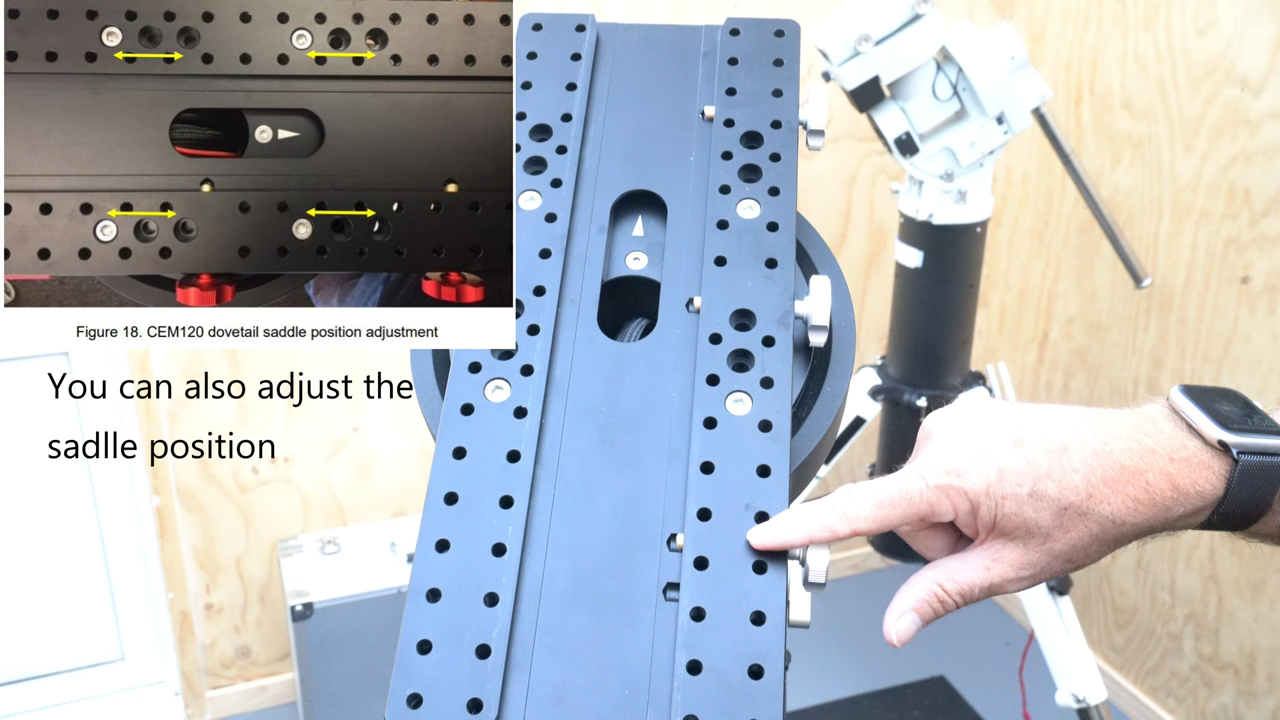 Figure 18. CEM120 dovetail saddle position adjustment
You can also adjust the
sadlle position